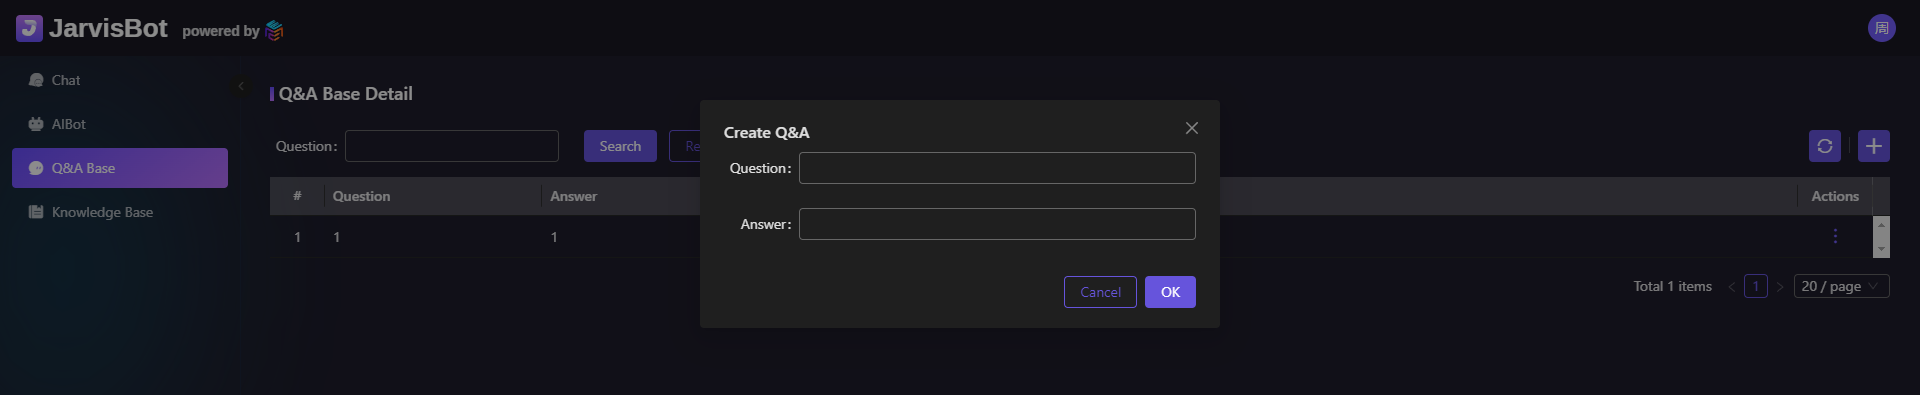 JarvisBot powered by
周
Chat
AIBot
Q&A Base
Knowledge Base
Q&A Base Detail
Question:
Search
Re
# Question Answer Actions
1 1 1
Total 1 items 1 20 / page
Create Q&A
Question:
Answer:
Cancel OK